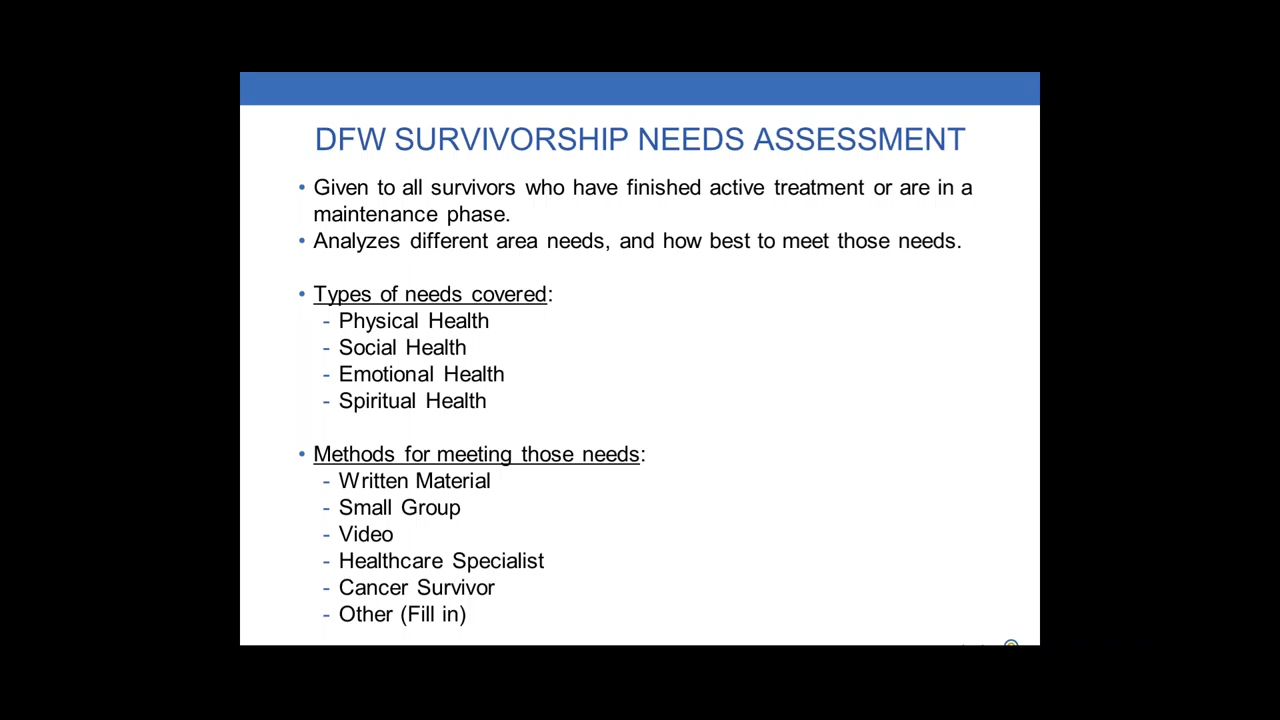 DFW SURVIVORSHIP NEEDS ASSESSMENT
• Given to all survivors who have finished active treatment or are in a
maintenance phase.
• Analyzes different area needs, and how best to meet those needs.
• Types of needs covered:
- Physical Health
- Social Health
- Emotional Health
- Spiritual Health
• Methods for meeting those needs:
- Written Material
- Small Group
- Video
- Healthcare Specialist
- Cancer Survivor
- Other (Fill in)